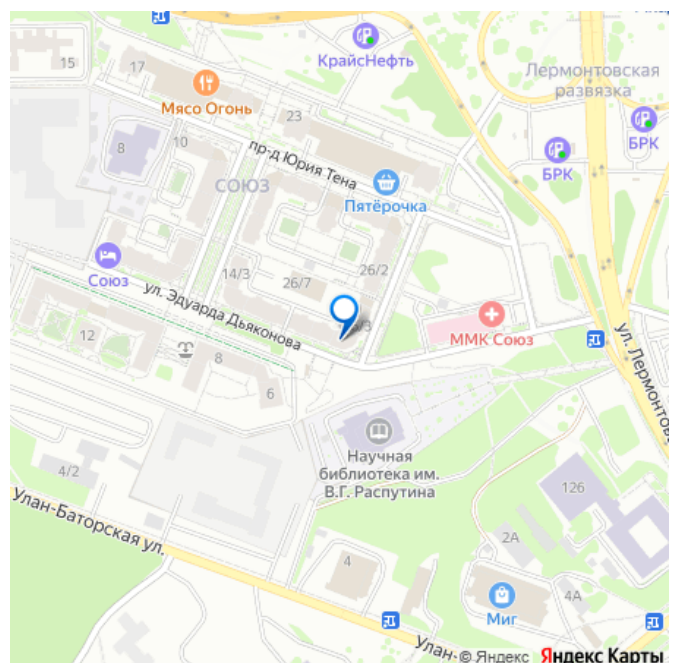 15
17
КрайсНефть
Лермонтовская
развязка
Мясо Огонь
23
БРК
8
10
пр-д Юрия Тена
БРК
СОЮЗ
Пятёрочка
Союз
14/3
26/7
26/2
ул. Эдуарда Дьяконова
ММК Союз
12
8
6
ул. Лермонтов
Научная
библиотека им.
В.Г. Распутина
4/2
126
Улан-Баторская ул.
2А
4
4А
Миг
Улан-
© Яндекс Яндекс Карты